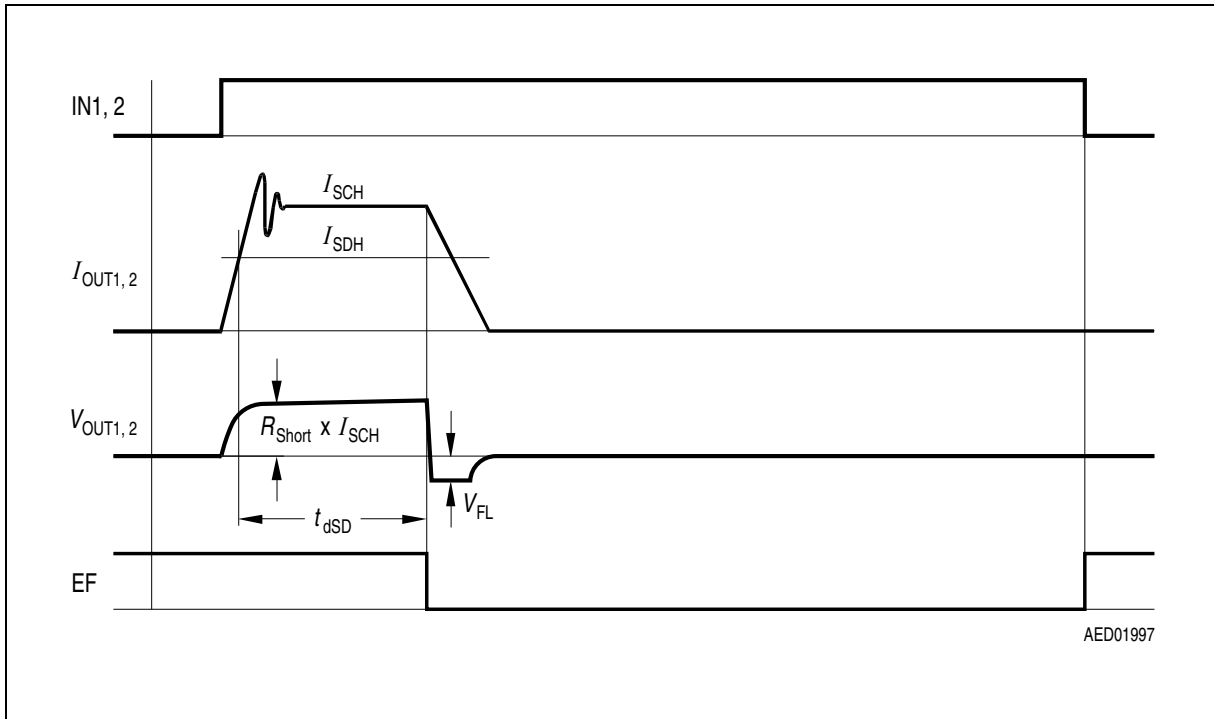 IN1, 2
I_SCH
I_SDH
I_OUT1, 2
V_OUT1, 2
R_Short x I_SCH
V_FL
t_dSD
EF
AED01997